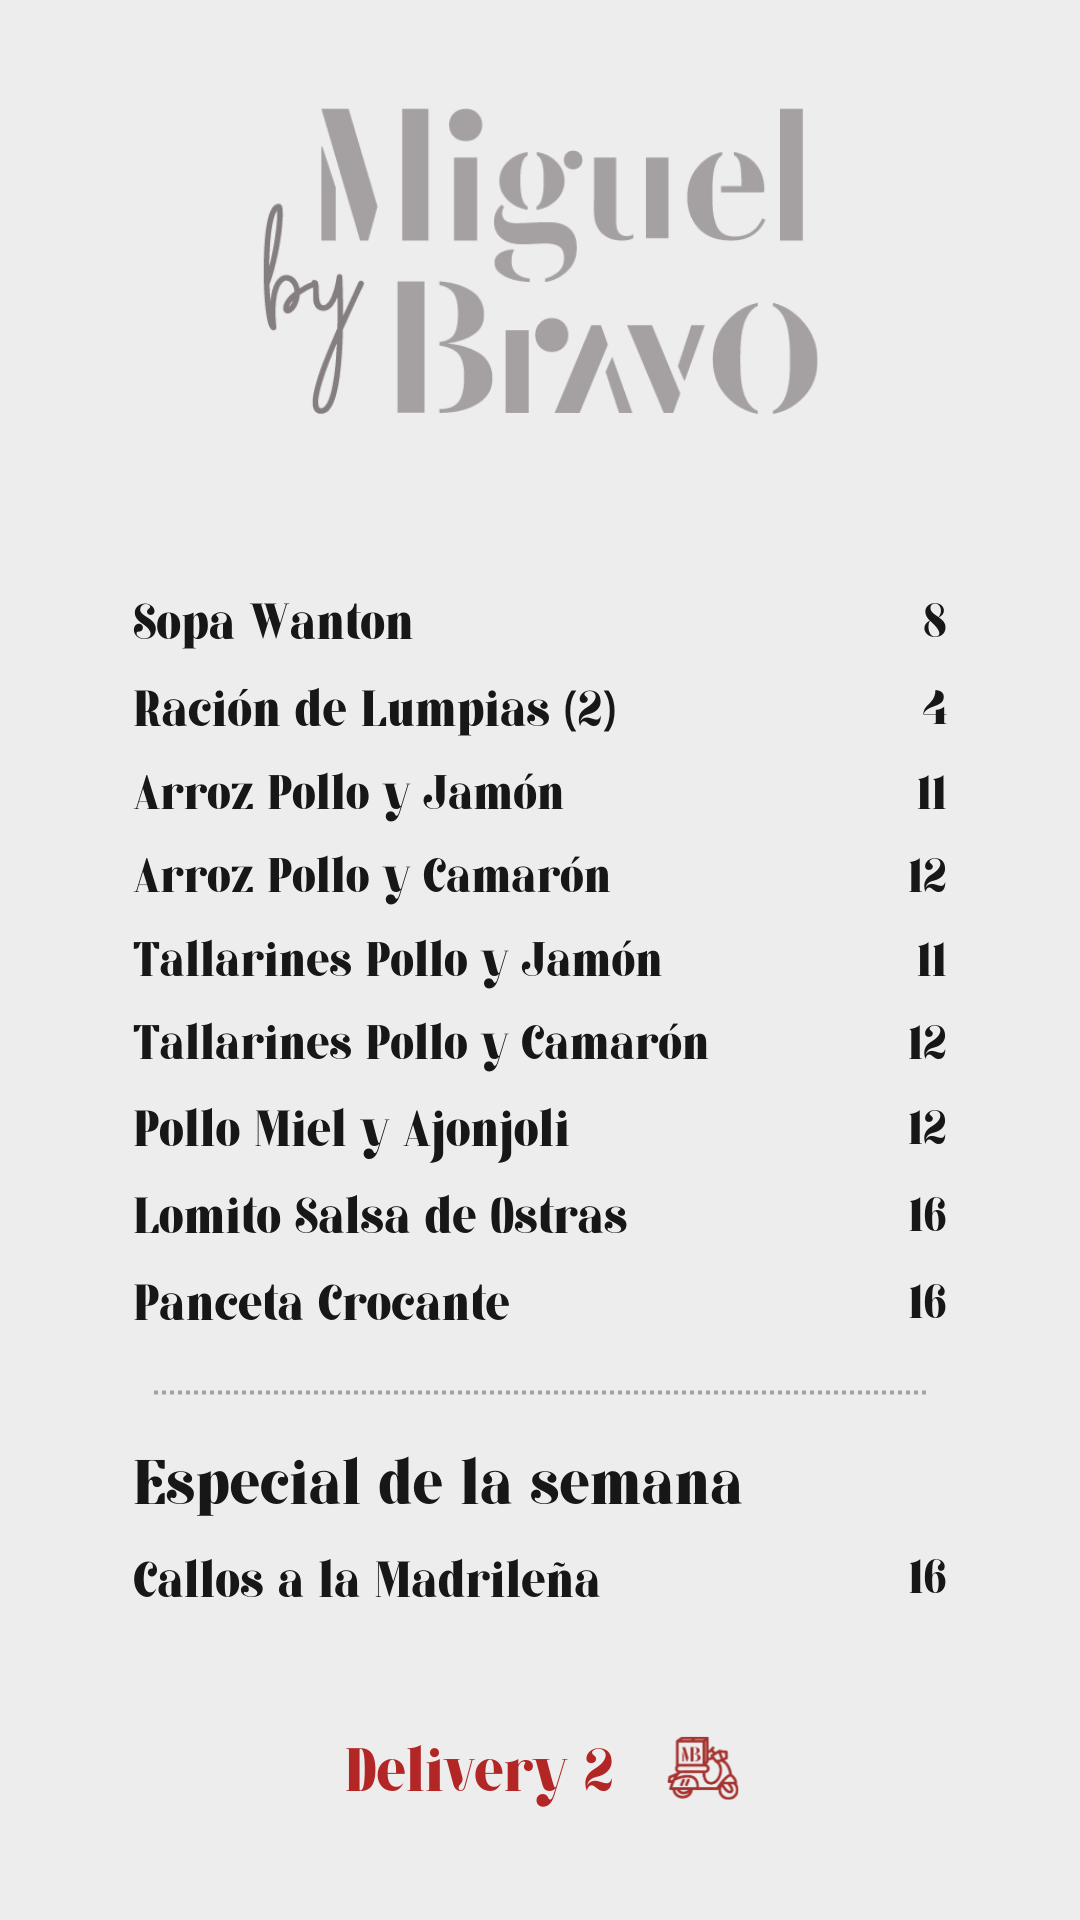 Miguel
by Bravo
Sopa Wanton 8
Ración de Lumpias (2) 4
Arroz Pollo y Jamón 11
Arroz Pollo y Camarón 12
Tallarines Pollo y Jamón 11
Tallarines Pollo y Camarón 12
Pollo Miel y Ajonjoli 12
Lomito Salsa de Ostras 16
Panceta Crocante 16
Especial de la semana
Callos a la Madrileña 16
Delivery 2
MB